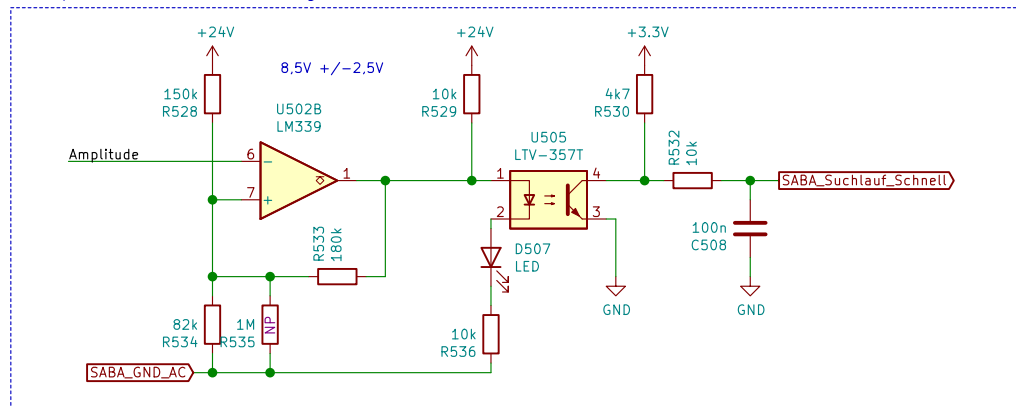 +24V
+24V
+3.3V
8,5V +/-2,5V
150k
R528
10k
R529
4k7
R530
U502B
LM339
U505
LTV-357T
R532
10k
Amplitude
6
7
1
1
2
4
3
SABA_Suchlauf_Schnell
R533
180k
D507
LED
100n
C508
GND
GND
82k
R534
1M
R535
NP
10k
R536
SABA_GND_AC